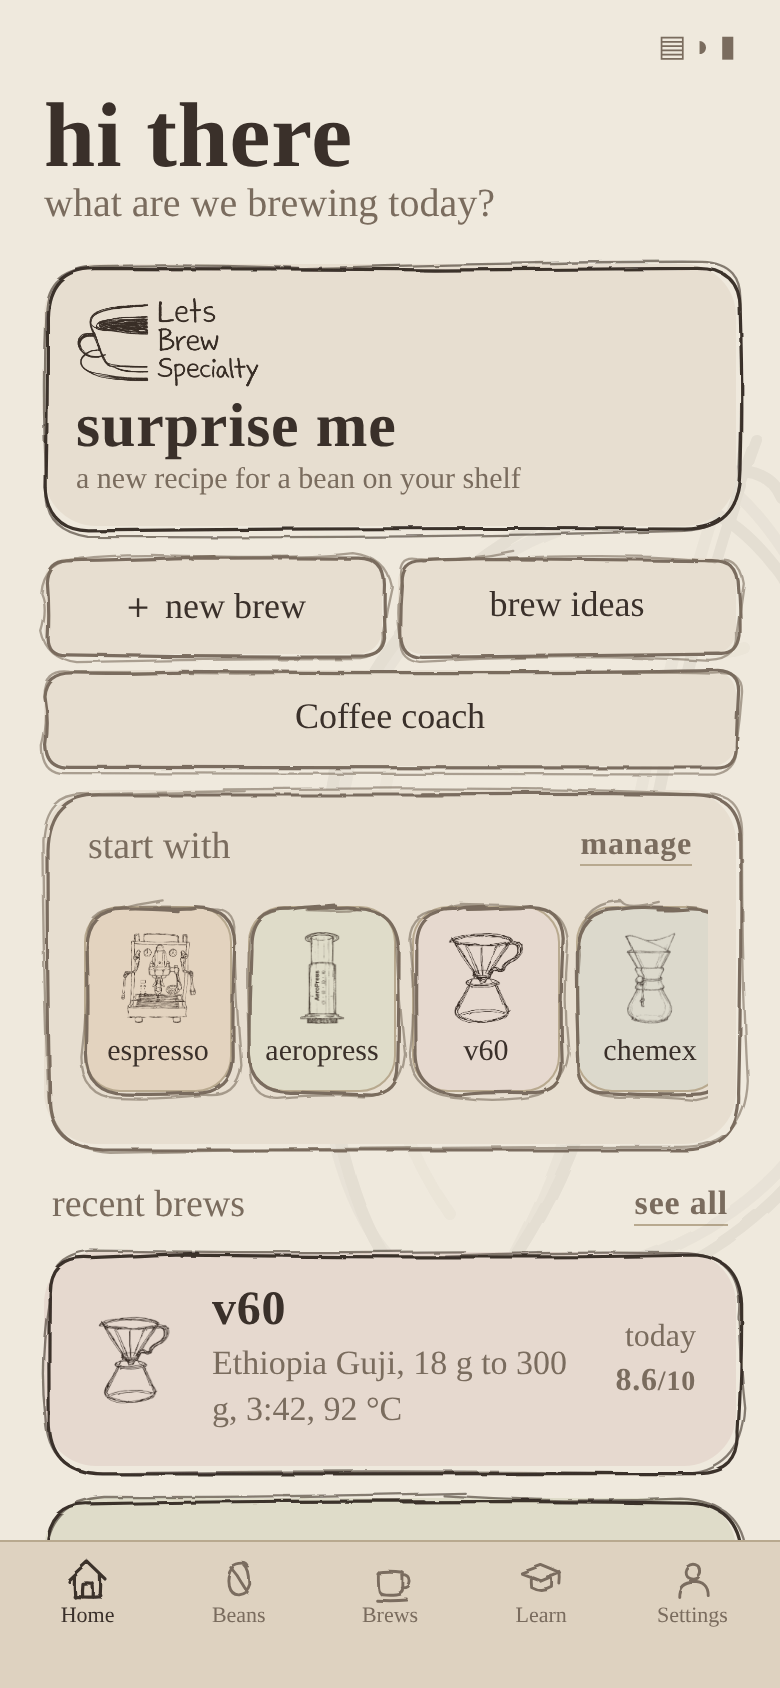 hi there
what are we brewing today?
Lets
Brew
Specialty
surprise me
a new recipe for a bean on your shelf
+ new brew
brew ideas
Coffee coach
start with
manage
espresso
aeropress
AeroPress
v60
chemex
recent brews
see all
v60
Ethiopia Guji, 18 g to 300
g, 3:42, 92 °C
today
8.6/10
Home
Beans
Brews
Learn
Settings